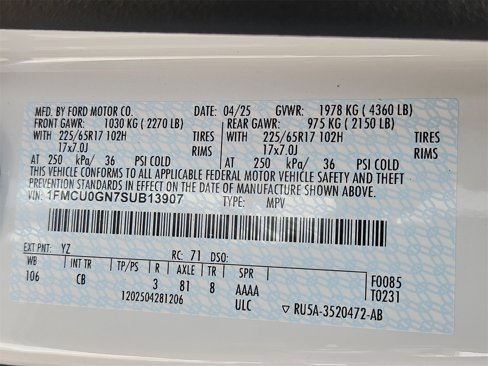 MFD. BY FORD MOTOR CO. DATE: 04/25 GVWR: 1978 KG ( 4360 LB)
FRONT GAWR: 1030 KG ( 2270 LB) REAR GAWR: 975 KG ( 2150 LB)
WITH 225/65R17 102H TIRES WITH 225/65R17 102H TIRES
17x7.0J RIMS 17x7.0J RIMS
AT 250 kPa/ 36 PSI COLD AT 250 kPa/ 36 PSI COLD
THIS VEHICLE CONFORMS TO ALL APPLICABLE FEDERAL MOTOR VEHICLE SAFETY AND THEFT
PREVENTION STANDARDS IN EFFECT ON THE DATE OF MANUFACTURE SHOWN ABOVE.
VIN: 1FMCU0GN7SUB13907 TYPE: MPV
EXT PNT: YZ RC: 71 DSO:
WB INT TR TP/PS R AXLE TR SPR F0085
106 CB 3 81 8 AAAA T0231
1202504281206 ULC ▽ RU5A-3520472-AB